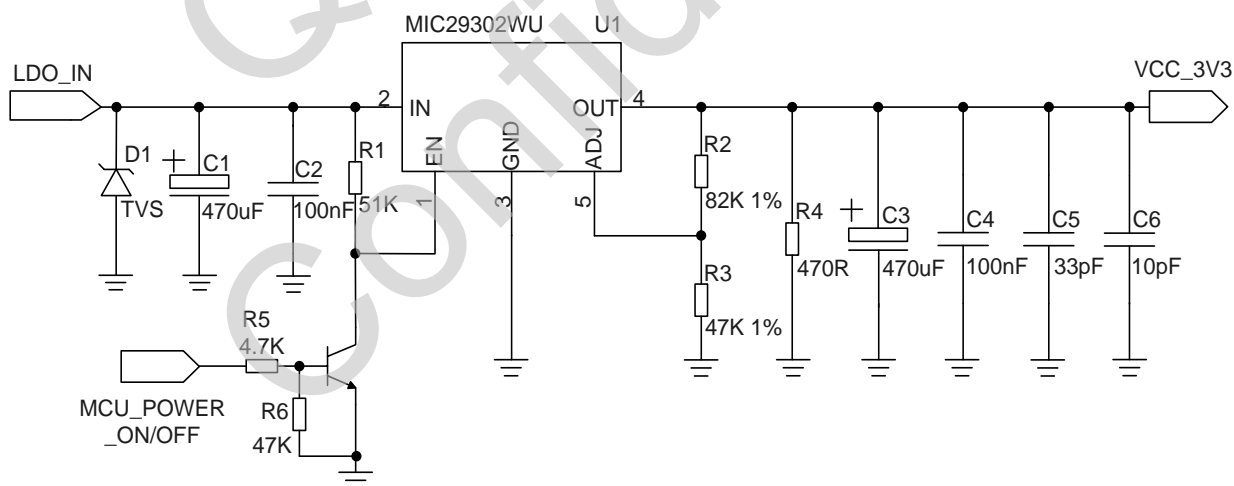 MIC29302WU U1
LDO_IN
VCC_3V3
2 IN
OUT 4
EN
GND
ADJ
1
3
5
D1
TVS
C1
470uF
C2
100nF
R1
51K
R2
82K 1%
R3
47K 1%
R4
470R
C3
470uF
C4
100nF
C5
33pF
C6
10pF
R5
4.7K
MCU_POWER
_ON/OFF
R6
47K
Q
Confid